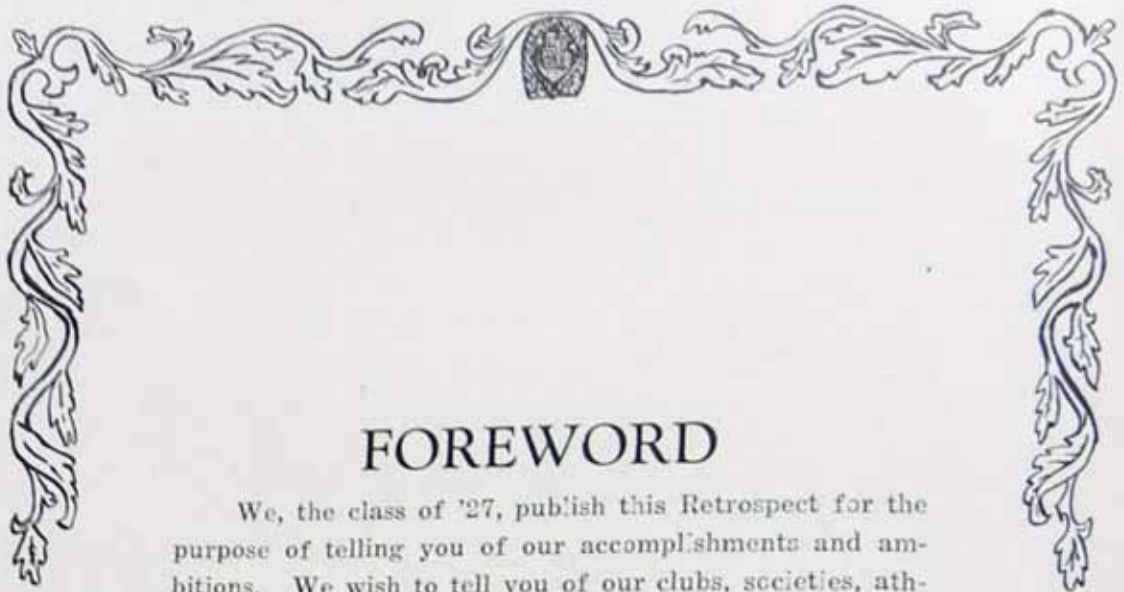 FOREWORD
We, the class of '27, publish this Retrospect for the
purpose of telling you of our accomplishments and am-
bitions. We wish to tell you of our clubs, societies, ath-